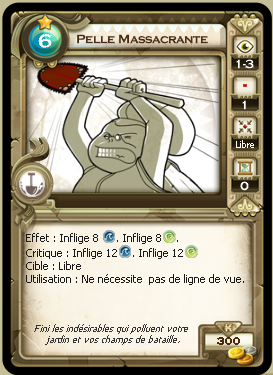 6
Pelle Massacrante
1-3
1
Libre
0
Effet : Inflige 8 . Inflige 8 .
Critique : Inflige 12 . Inflige 12
Cible : Libre
Utilisation : Ne nécessite pas de ligne de vue.
Fini les indésirables qui polluent votre
jardin et vos champs de bataille.
K
300